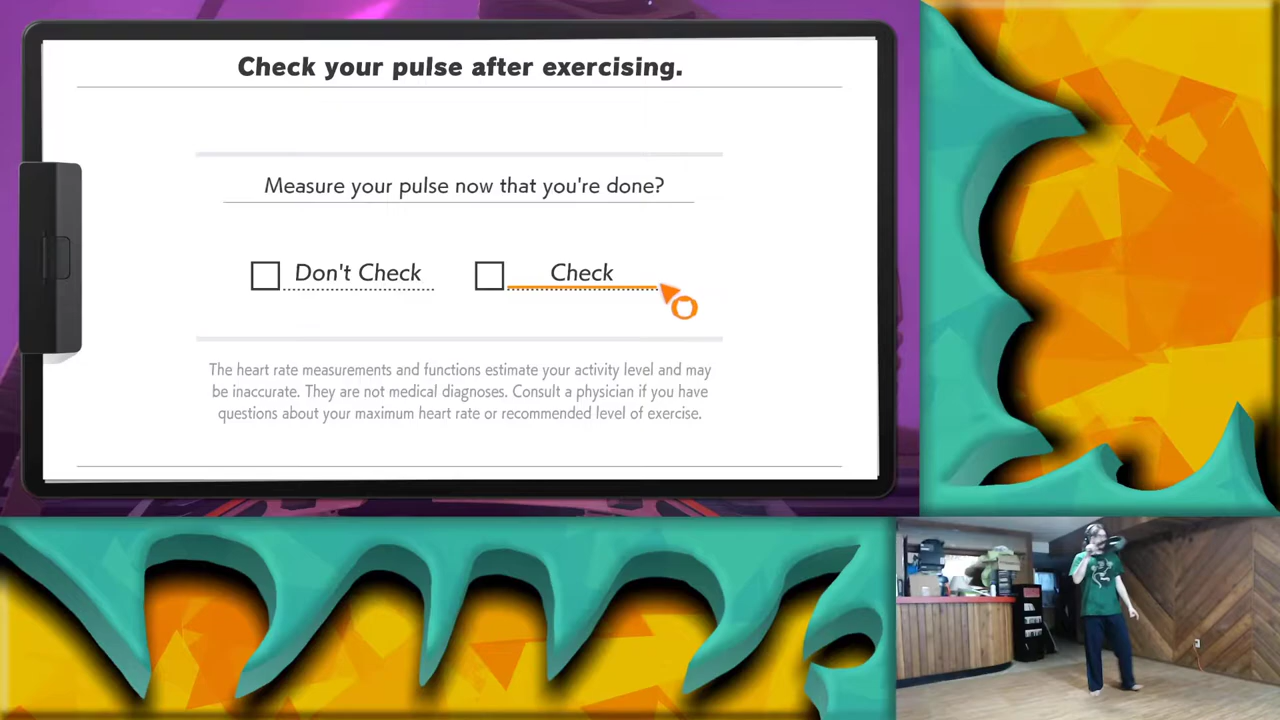 Check your pulse after exercising.
Measure your pulse now that you're done?
Don't Check
Check
The heart rate measurements and functions estimate your activity level and may
be inaccurate. They are not medical diagnoses. Consult a physician if you have
questions about your maximum heart rate or recommended level of exercise.